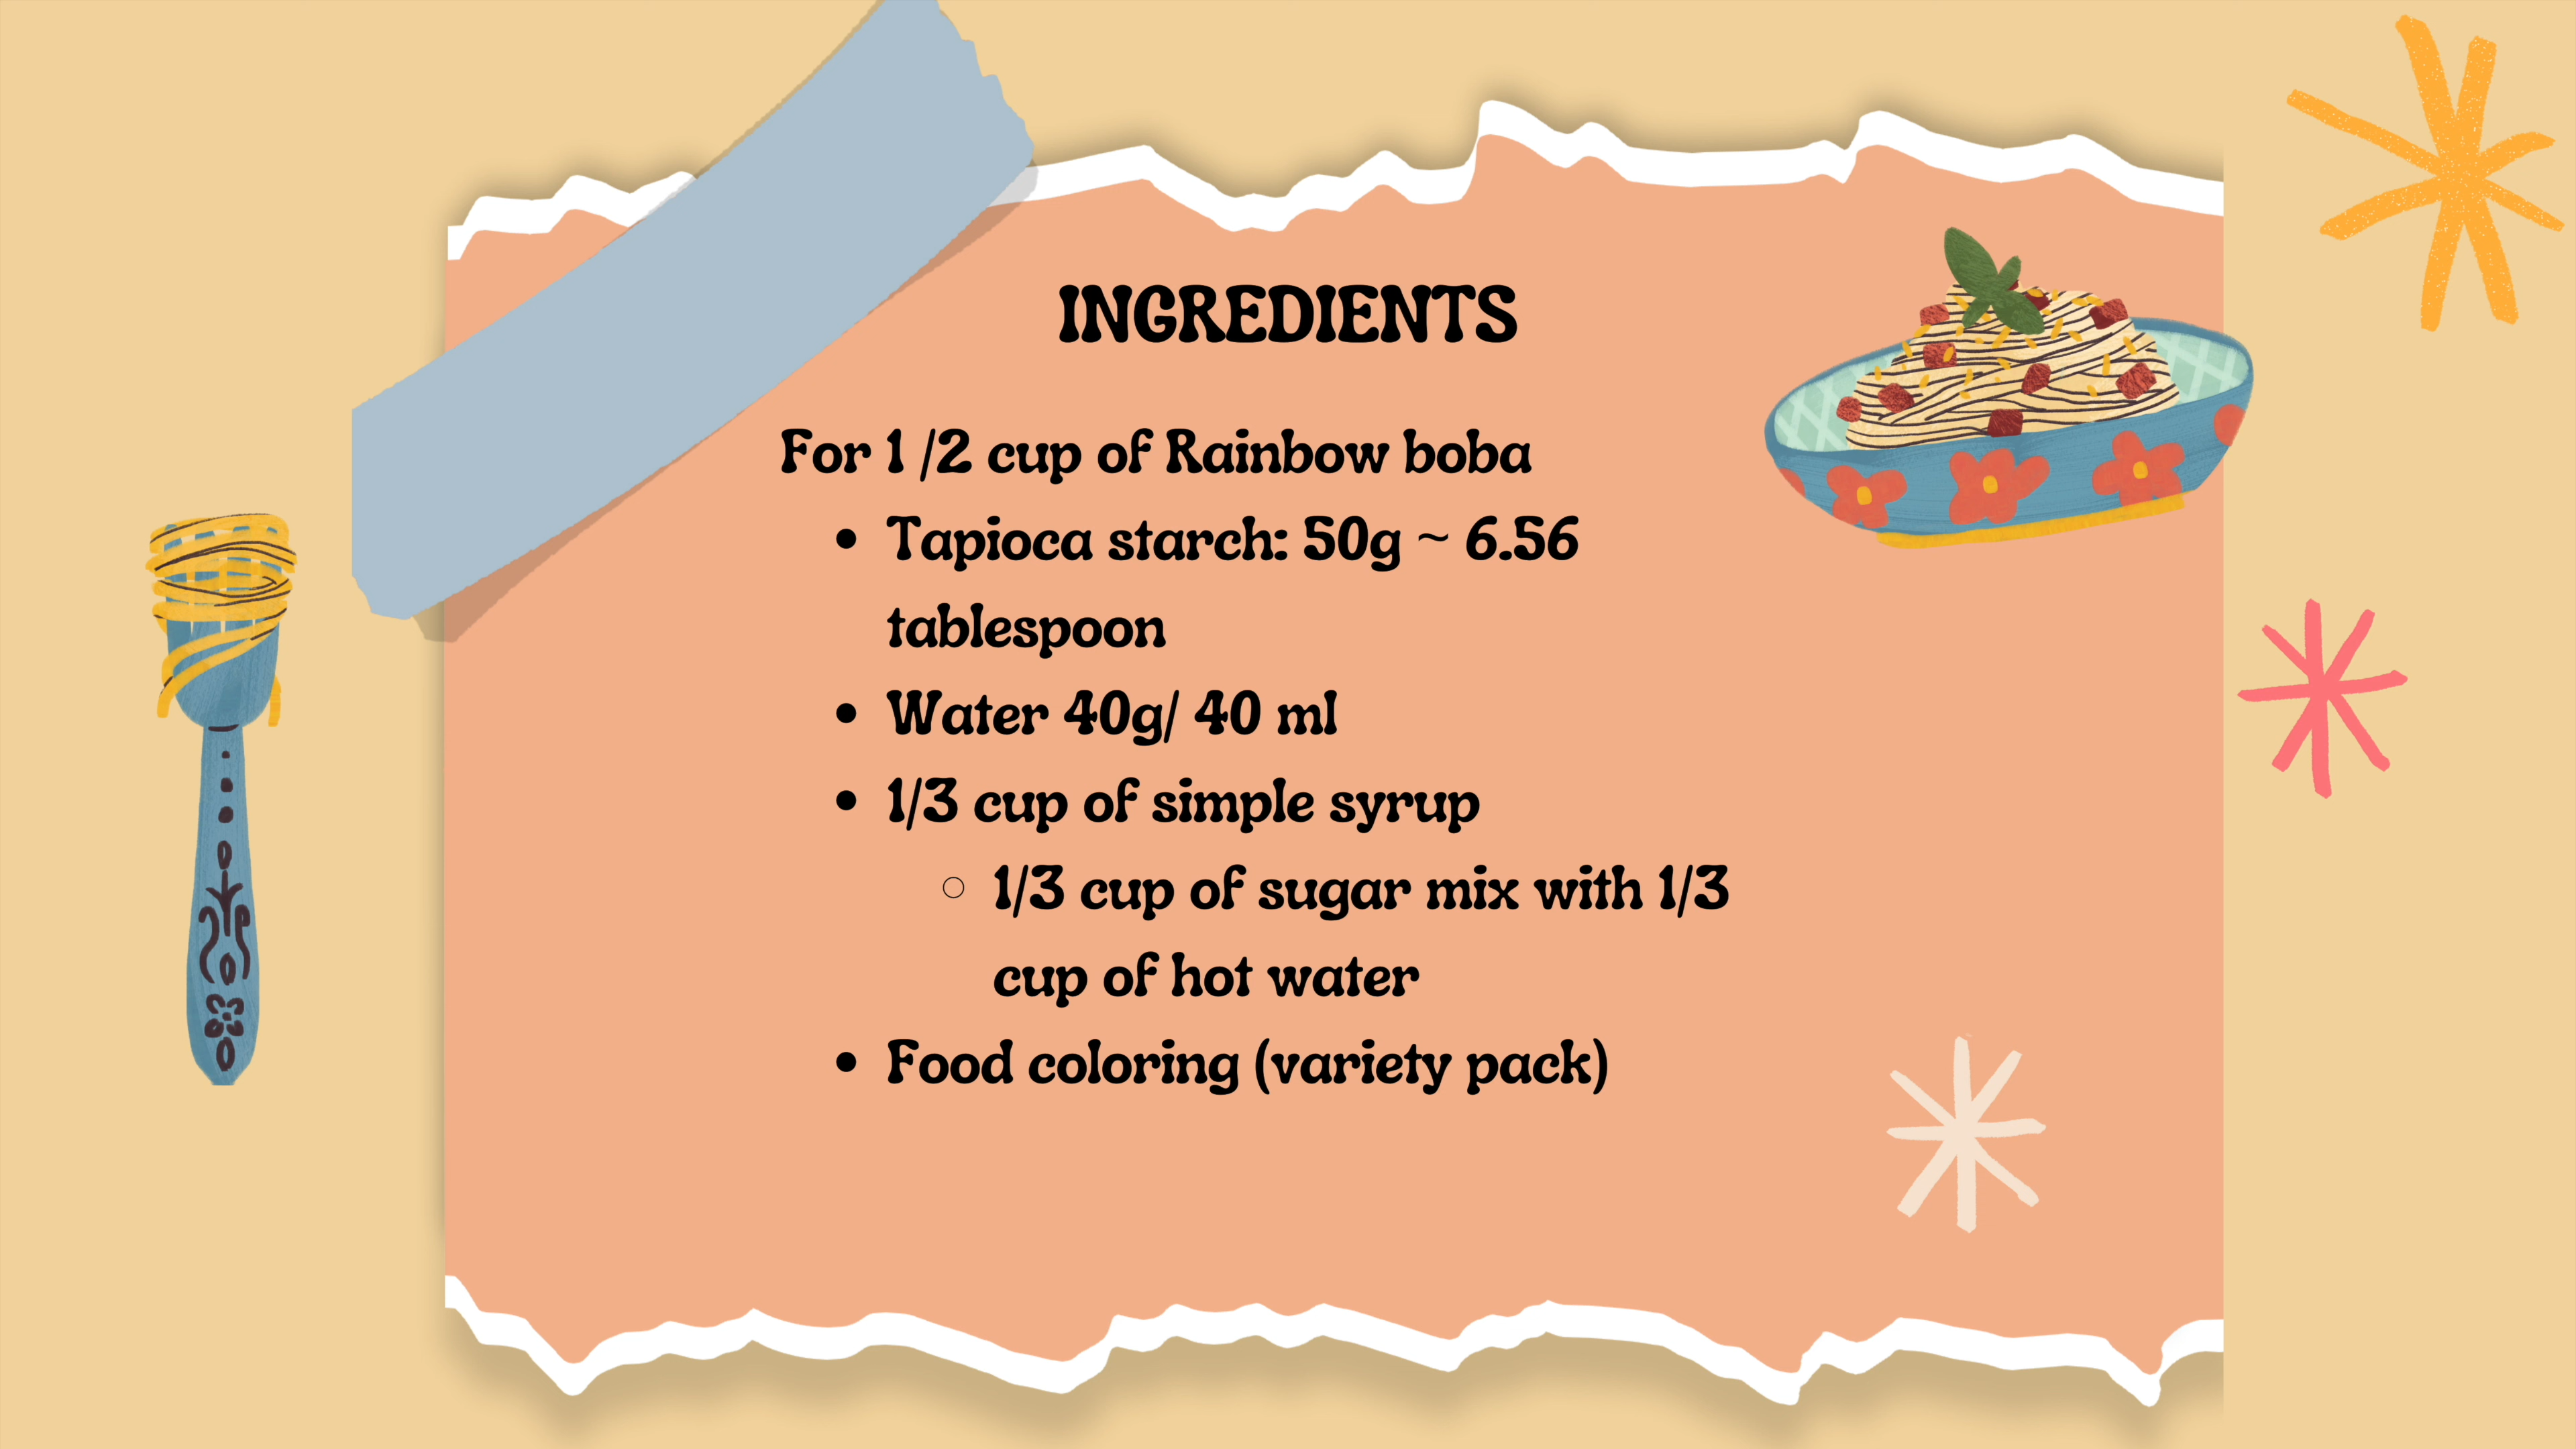 INGREDIENTS
For 1 /2 cup of Rainbow boba
• Tapioca starch: 50g ~ 6.56
tablespoon
• Water 40g/ 40 ml
• 1/3 cup of simple syrup
○ 1/3 cup of sugar mix with 1/3
cup of hot water
• Food coloring (variety pack)